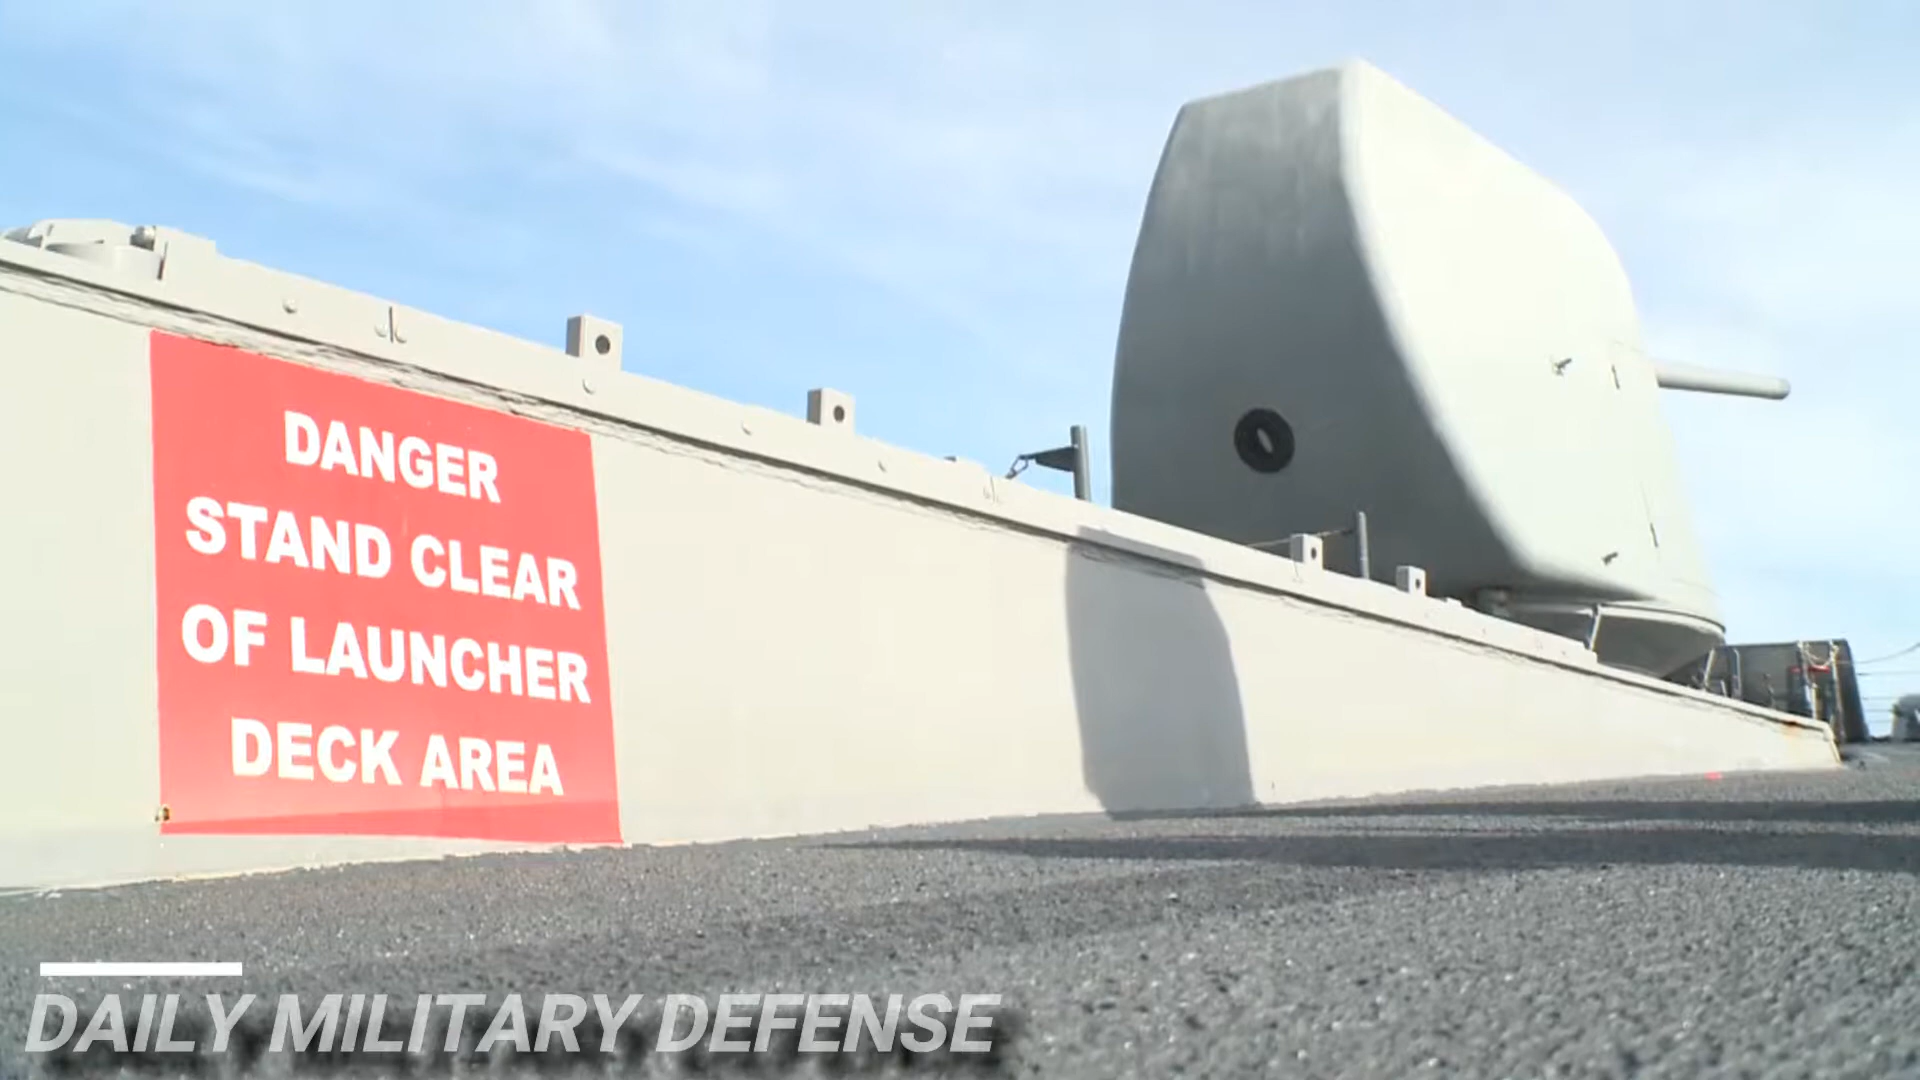 DANGER
STAND CLEAR
OF LAUNCHER
DECK AREA
DAILY MILITARY DEFENSE